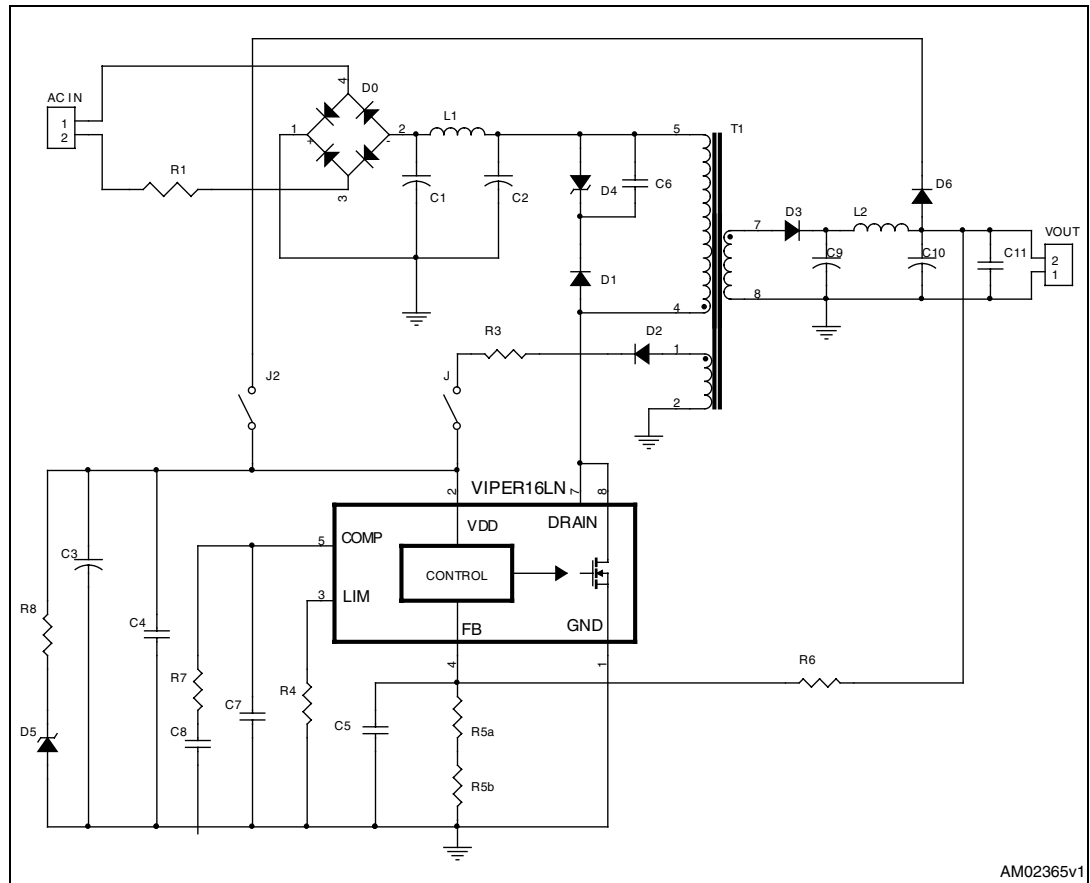 AC IN
1
2
R1
4
D0
1
2
+
-
3
L1
C1
C2
D4
C6
D1
5
4
T1
7
8
D3
L2
D6
C9
C10
C11
VOUT
2
1
R3
D2
1
2
J2
J
VIPER16LN
2
7
8
VDD
DRAIN
5
COMP
CONTROL
3
LIM
FB
GND
4
1
C3
R8
C4
D5
R7
C8
C7
R4
C5
R5a
R5b
R6
AM02365v1